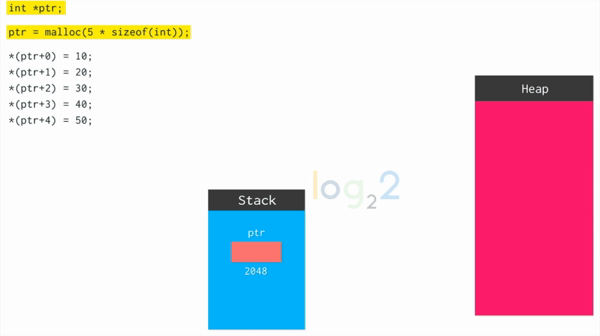 int *ptr;
ptr = malloc(5 * sizeof(int));
*(ptr+0) = 10;
*(ptr+1) = 20;
*(ptr+2) = 30;
*(ptr+3) = 40;
*(ptr+4) = 50;
Heap
log₂2
Stack
ptr
2048